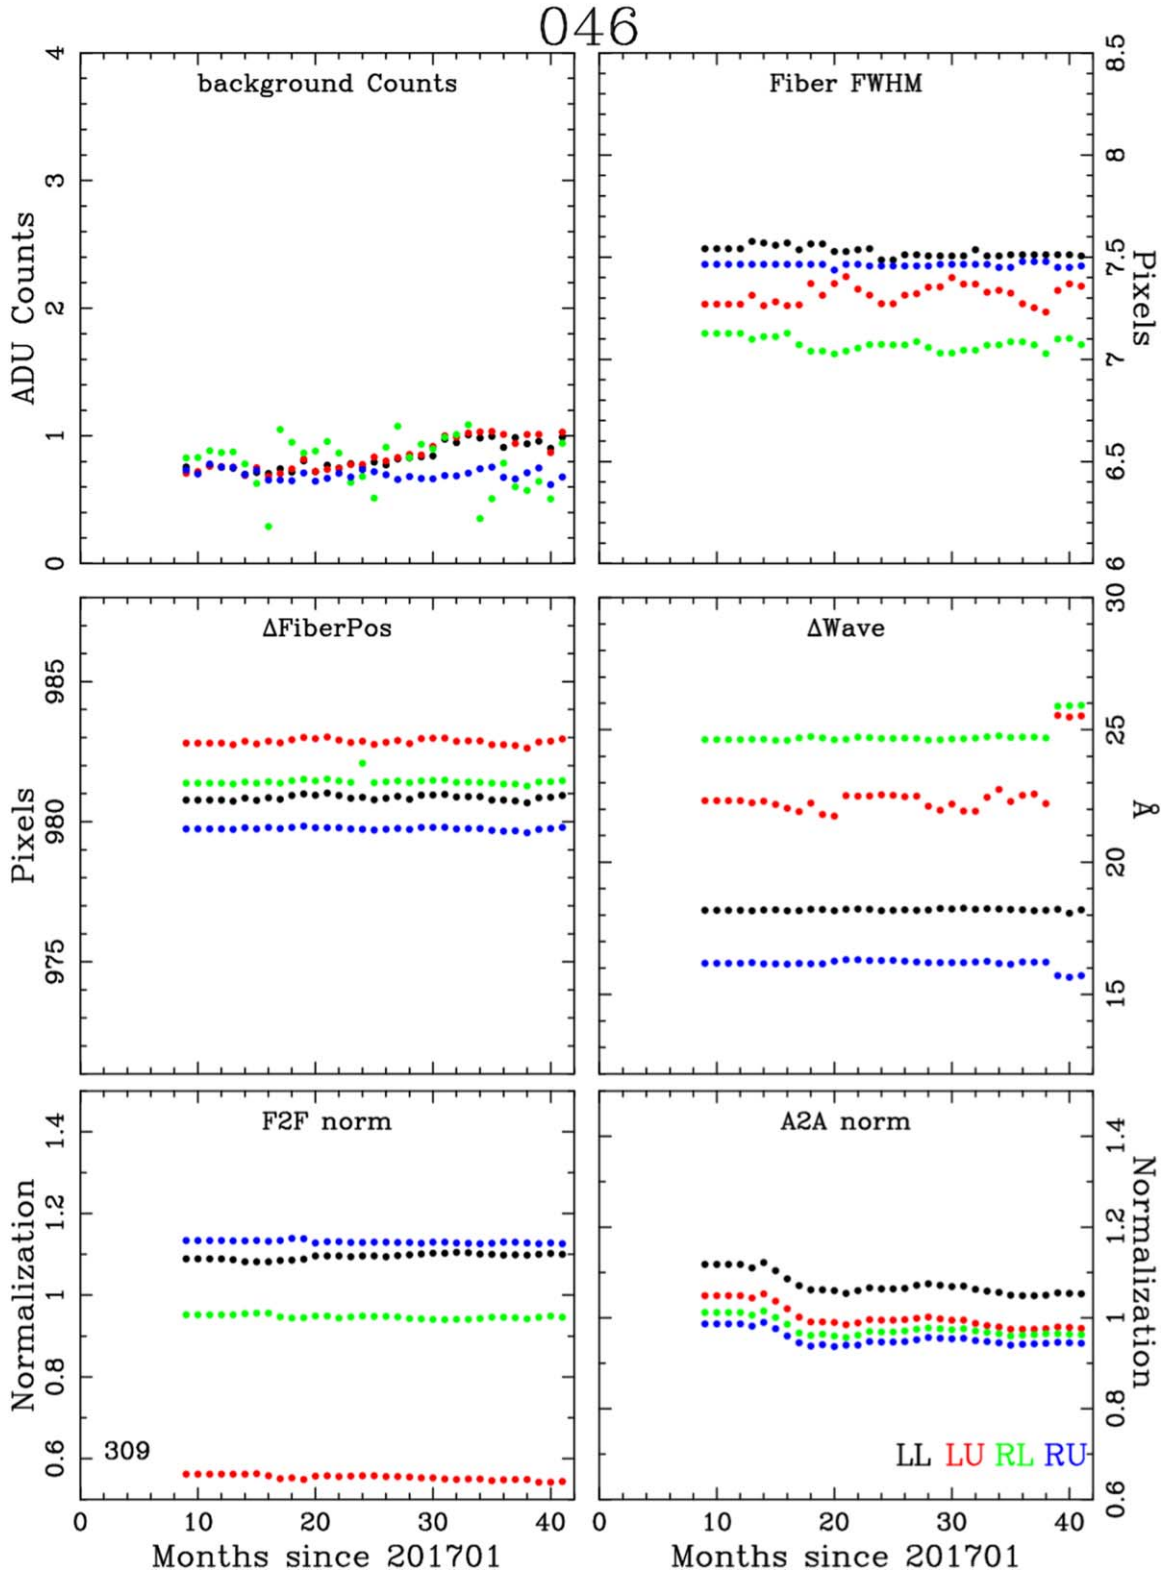 046
background Counts
Fiber FWHM
ADU Counts
0 1 2 3 4
Pixels
6 6.5 7 7.5 8 8.5
ΔFiberPos
ΔWave
Pixels
975 980 985
Å
15 20 25 30
F2F norm
A2A norm
Normalization
0.6 0.8 1 1.2 1.4
Normalization
0.6 0.8 1 1.2 1.4
309
LL LU RL RU
0 10 20 30 40
0 10 20 30 40
Months since 201701
Months since 201701